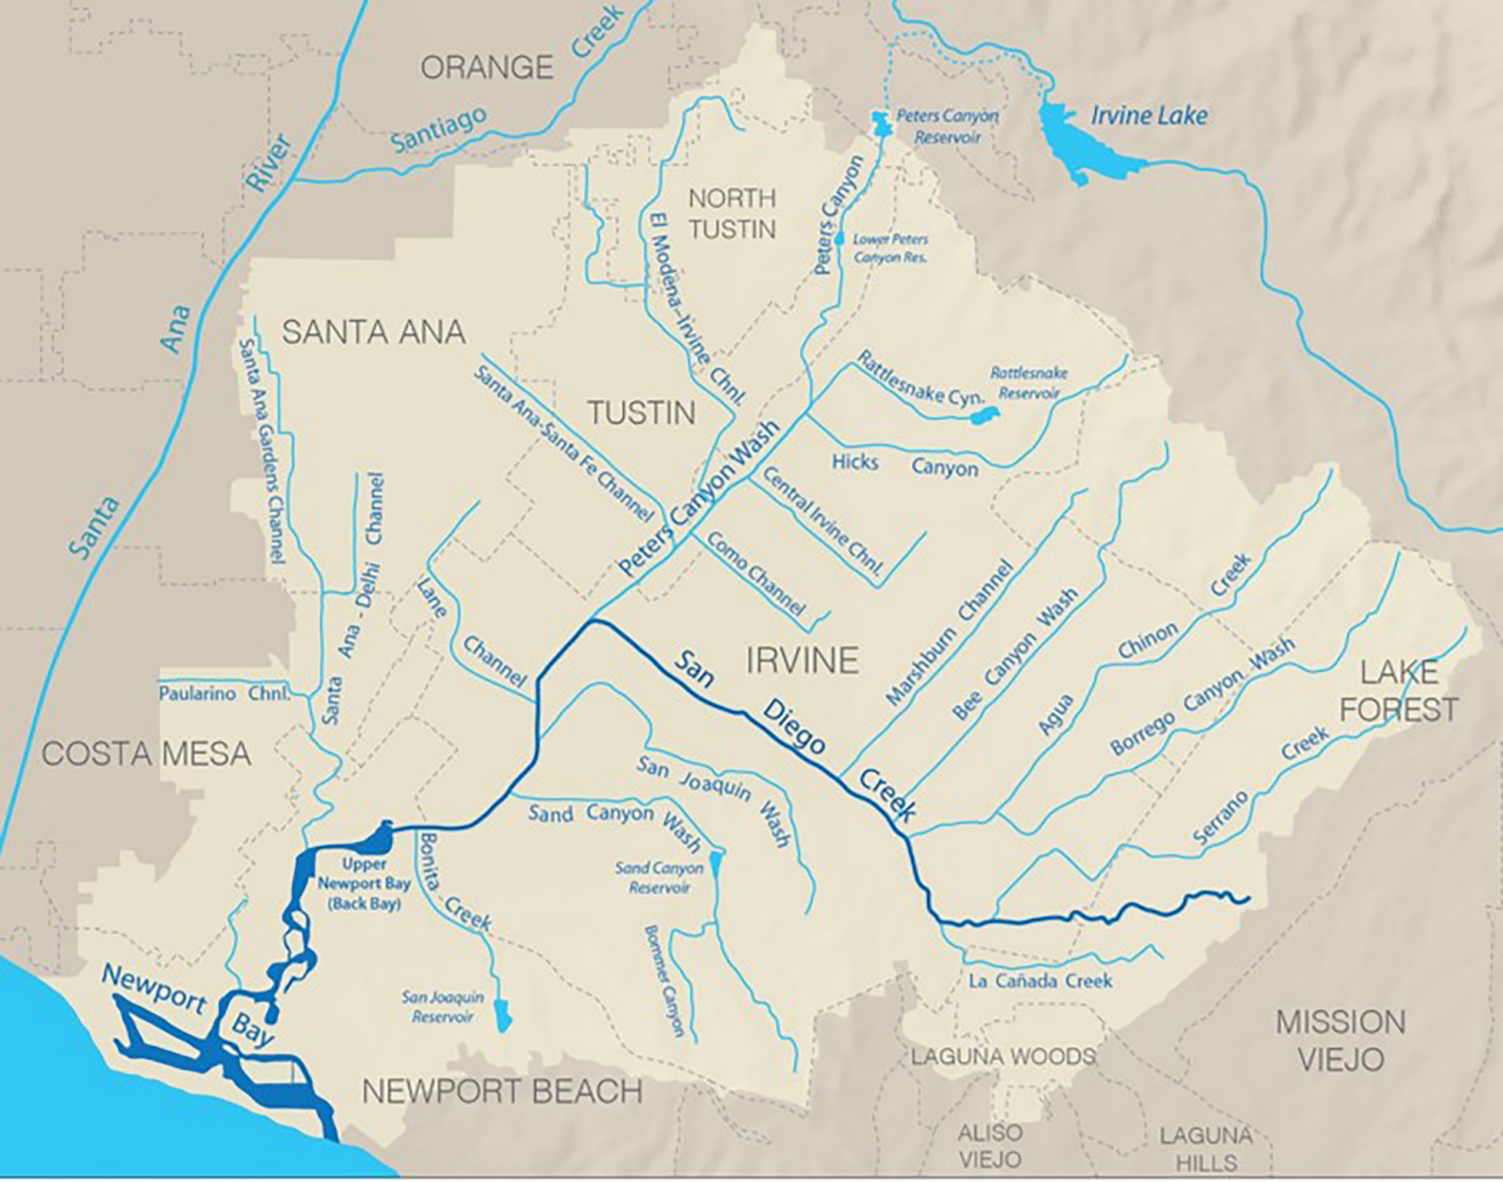 ORANGE
Santiago Creek
Santa Ana River
Irvine Lake
Peters Canyon
Reservoir
NORTH
TUSTIN
El Modena-Irvine Chnl.
Peters Canyon
Lower Peters
Canyon Res.
SANTA ANA
Santa Ana Gardens Channel
Santa Ana-Santa Fe Channel
TUSTIN
Rattlesnake Cyn.
Rattlesnake
Reservoir
Hicks Canyon
Peters Canyon Wash
Central Irvine Chnl.
Como Channel
Santa Ana - Delhi Channel
Lane Channel
Paularino Chnl.
COSTA MESA
IRVINE
San Diego Creek
Marshburn Channel
Bee Canyon Wash
Agua Chinon Creek
Borrego Canyon Wash
LAKE
FOREST
Serrano Creek
San Joaquin Wash
Sand Canyon Wash
Sand Canyon
Reservoir
Upper
Newport Bay
(Back Bay)
Bonita Creek
Bommer Canyon
San Joaquin
Reservoir
Newport Bay
La Cañada Creek
NEWPORT BEACH
LAGUNA WOODS
MISSION
VIEJO
ALISO
VIEJO
LAGUNA
HILLS